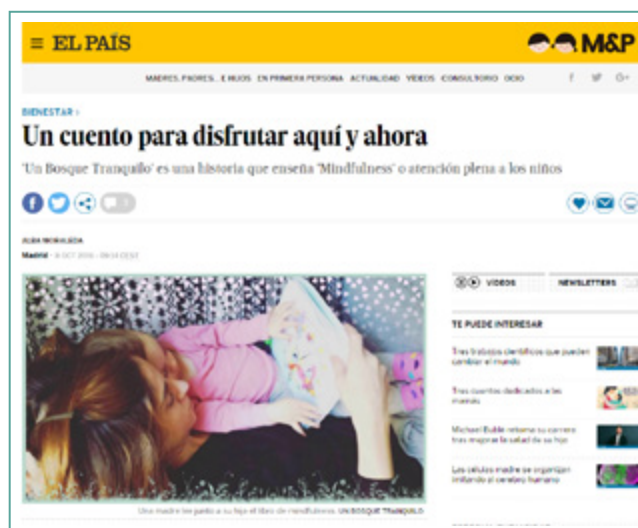 EL PAÍS
M&P
MADRES, PADRES... E HIJOS EN PRIMERA PERSONA ACTUALIDAD VÍDEOS CONSULTORIO OCIO
BIENESTAR
Un cuento para disfrutar aquí y ahora
'Un Bosque Tranquilo' es una historia que enseña 'Mindfulness' o atención plena a los niños
ALBA MORALEDA
Madrid
VÍDEOS
NEWSLETTERS
TE PUEDE INTERESAR
Tres trabajos científicos que pueden
cambiar el mundo
Tres cuentos dedicados a las
mamás
Michael Bublé retoma su carrera
tras mejorar la salud de su hijo
Las células madre se organizan
imitando al cerebro humano
Una madre lee junto a su hija el libro de mindfulness. UN BOSQUE TRANQUILO